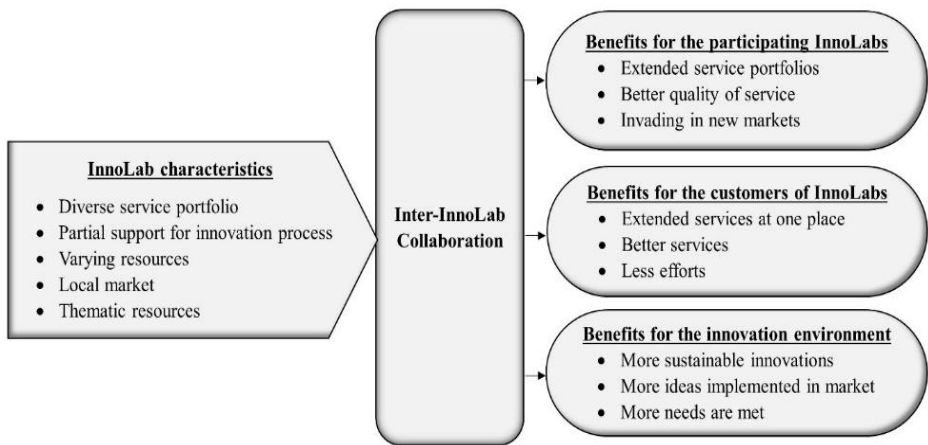 InnoLab characteristics
• Diverse service portfolio
• Partial support for innovation process
• Varying resources
• Local market
• Thematic resources
Inter-InnoLab
Collaboration
Benefits for the participating InnoLabs
• Extended service portfolios
• Better quality of service
• Invading in new markets
Benefits for the customers of InnoLabs
• Extended services at one place
• Better services
• Less efforts
Benefits for the innovation environment
• More sustainable innovations
• More ideas implemented in market
• More needs are met